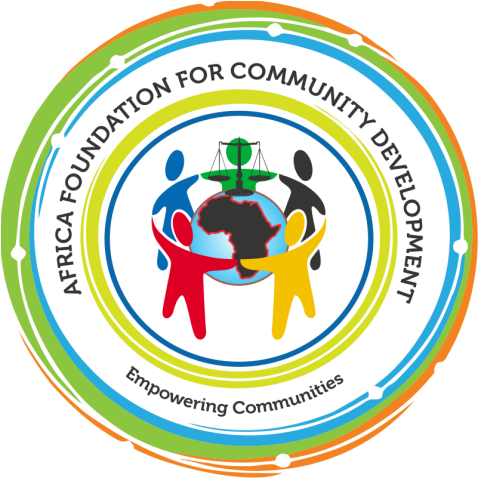 AFRICA FOUNDATION FOR COMMUNITY DEVELOPMENT
Empowering Communities